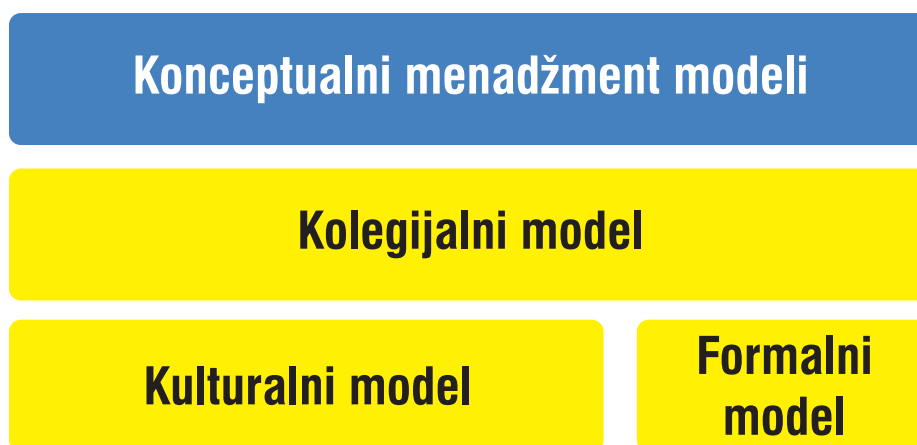 Konceptualni menadžment modeli
Kolegijalni model
Kulturalni model
Formalni
model